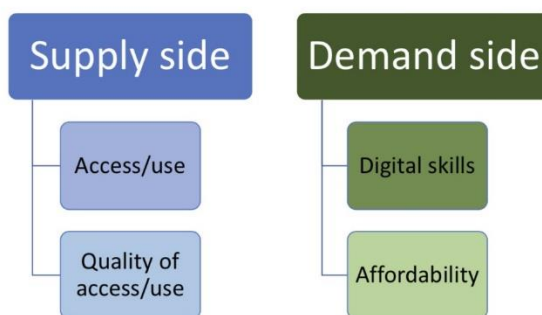 Supply side
Access/use
Quality of
access/use
Demand side
Digital skills
Affordability